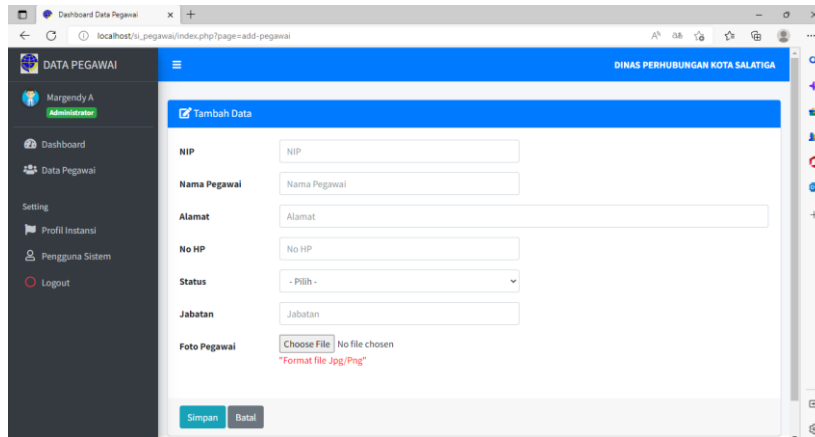 Dashboard Data Pegawai
localhost/si_pegawai/index.php?page=add-pegawai
DATA PEGAWAI
DINAS PERHUBUNGAN KOTA SALATIGA
Margendy A
Administrator
Tambah Data
Dashboard
Data Pegawai
Setting
Profil Instansi
Pengguna Sistem
Logout
NIP
NIP
Nama Pegawai
Nama Pegawai
Alamat
Alamat
No HP
No HP
Status
- Pilih -
Jabatan
Jabatan
Foto Pegawai
Choose File No file chosen
"Format file Jpg/Png"
Simpan
Batal